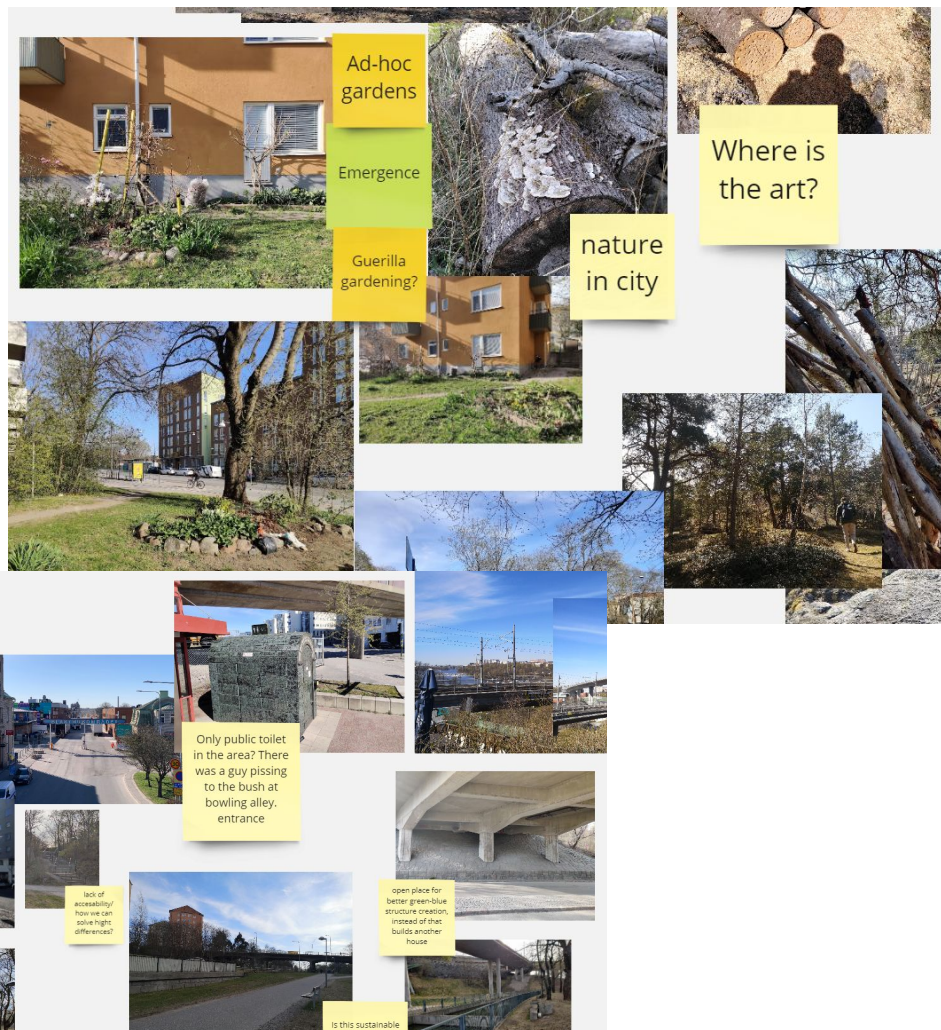 Ad-hoc
gardens
Emergence
Guerilla
gardening?
nature
in city
Where is
the art?
Only public toilet
in the area? There
was a guy pissing
to the bush at
bowling alley.
entrance
lack of
accesability/
how we can
solve hight
differences?
open place for
better green-blue
structure creation,
instead of that
builds another
house
Is this sustainable